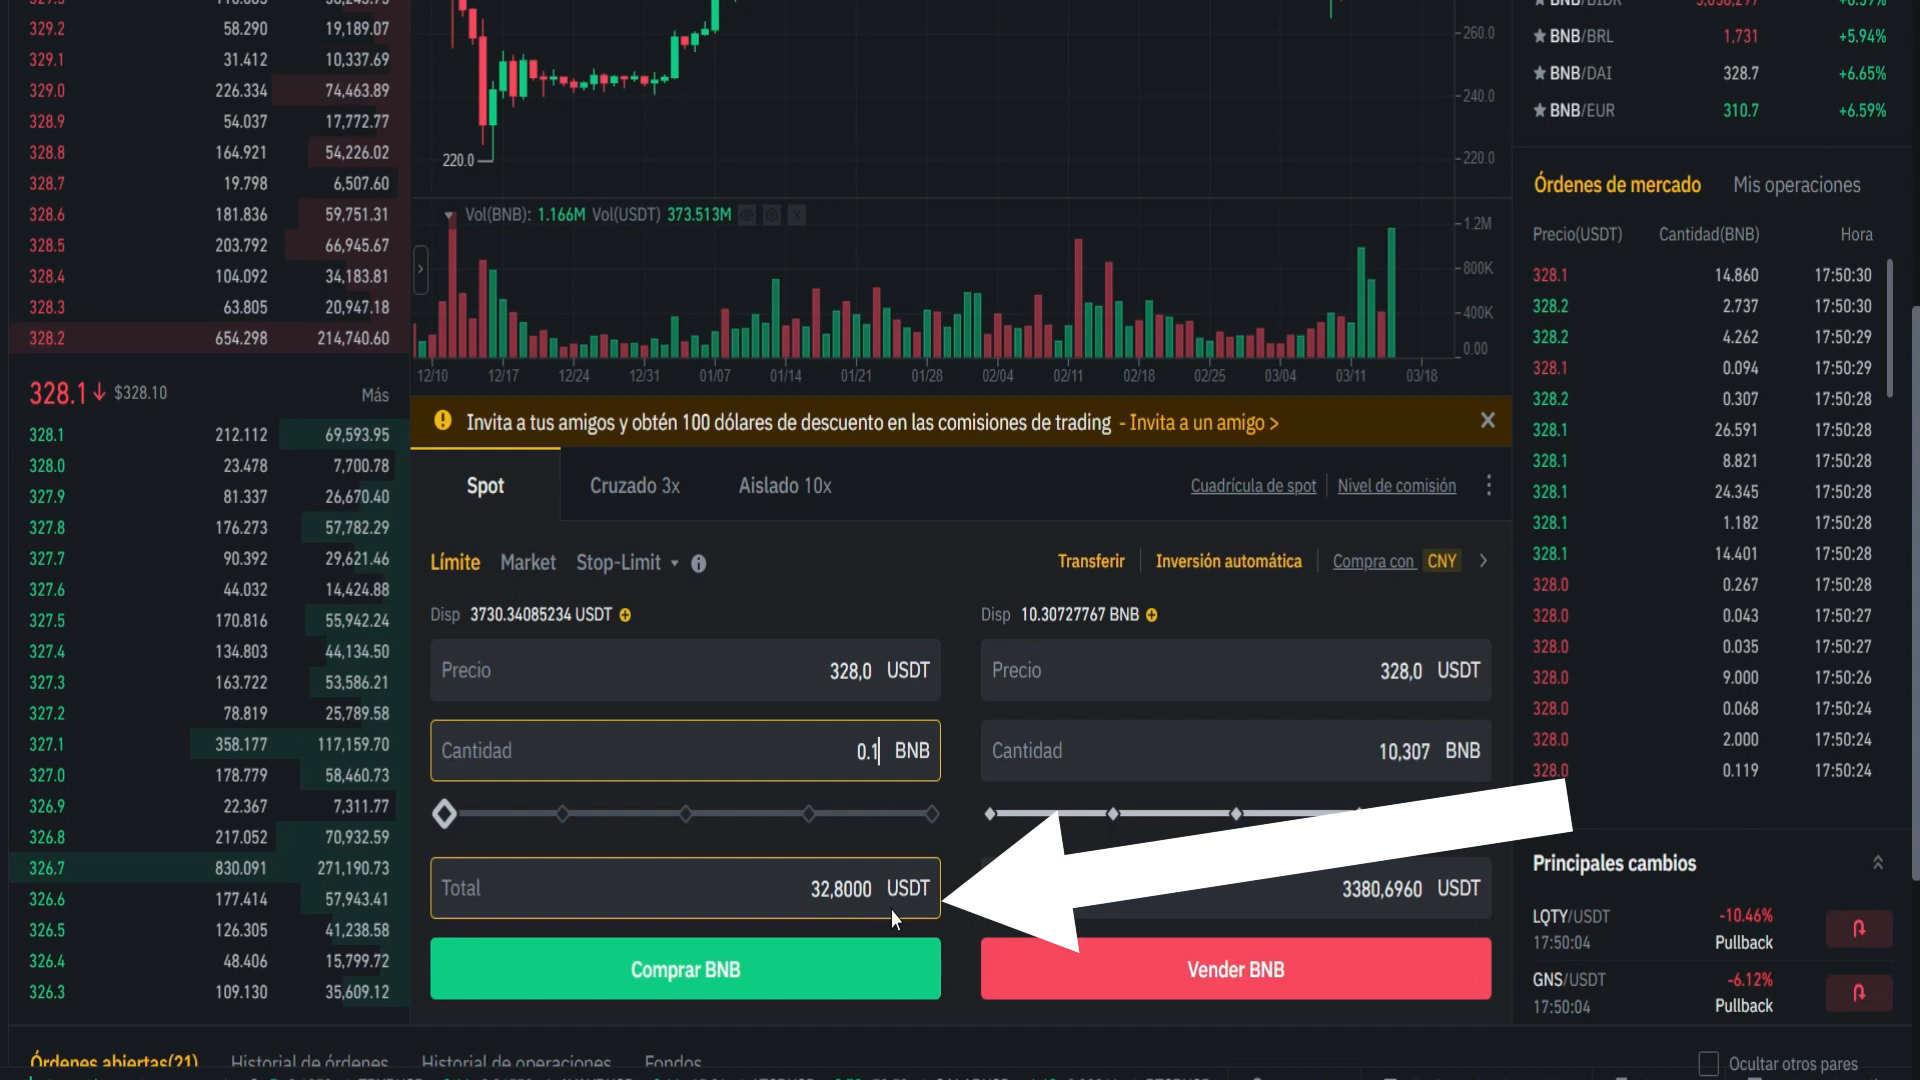 329.2 58.290 19,189.07
329.1 31.412 10,337.69
329.0 226.334 74,463.89
328.9 54.037 17,772.77
328.8 164.921 54,226.02
328.7 19.798 6,507.60
328.6 181.836 59,751.31
328.5 203.792 66,945.67
328.4 104.092 34,183.81
328.3 63.805 20,947.18
328.2 654.298 214,740.60
328.1 $328.10 Más
328.1 212.112 69,593.95
328.0 23.478 7,700.78
327.9 81.337 26,670.40
327.8 176.273 57,782.29
327.7 90.392 29,621.46
327.6 44.032 14,424.88
327.5 170.816 55,942.24
327.4 134.803 44,134.50
327.3 163.722 53,586.21
327.2 78.819 25,789.58
327.1 358.177 117,159.70
327.0 178.779 58,460.73
326.9 22.367 7,311.77
326.8 217.052 70,932.59
326.7 830.091 271,190.73
326.6 177.414 57,943.41
326.5 126.305 41,238.58
326.4 48.406 15,799.72
326.3 109.130 35,609.12
260.0
240.0
220.0
220.0
Vol(BNB): 1.166M Vol(USDT) 373.513M
1.2M
800K
400K
0.00
12/10 12/17 12/24 12/31 01/07 01/14 01/21 01/28 02/04 02/11 02/18 02/25 03/04 03/11 03/18
Invita a tus amigos y obtén 100 dólares de descuento en las comisiones de trading - Invita a un amigo >
Spot Cruzado 3x Aislado 10x Cuadrícula de spot Nivel de comisión
Límite Market Stop-Limit Transferir Inversión automática Compra con CNY
Disp 3730.34085234 USDT
Precio 328,0 USDT
Cantidad 0.1 BNB
Total 32,8000 USDT
Comprar BNB
Disp 10.30727767 BNB
Precio 328,0 USDT
Cantidad 10,307 BNB
3380,6960 USDT
Vender BNB
BNB/BIDR
BNB/BRL 1,731 +5.94%
BNB/DAI 328.7 +6.65%
BNB/EUR 310.7 +6.59%
Órdenes de mercado Mis operaciones
Precio(USDT) Cantidad(BNB) Hora
328.1 14.860 17:50:30
328.2 2.737 17:50:30
328.2 4.262 17:50:29
328.1 0.094 17:50:29
328.2 0.307 17:50:28
328.1 26.591 17:50:28
328.1 8.821 17:50:28
328.1 24.345 17:50:28
328.1 1.182 17:50:28
328.1 14.401 17:50:28
328.0 0.267 17:50:28
328.0 0.043 17:50:27
328.0 0.035 17:50:27
328.0 9.000 17:50:26
328.0 0.068 17:50:24
328.0 2.000 17:50:24
328.0 0.119 17:50:24
Principales cambios
LQTY/USDT -10.46%
17:50:04 Pullback
GNS/USDT -6.12%
17:50:04 Pullback
Órdenes abiertas(21) Historial de órdenes Historial de operaciones Fondos Ocultar otros pares